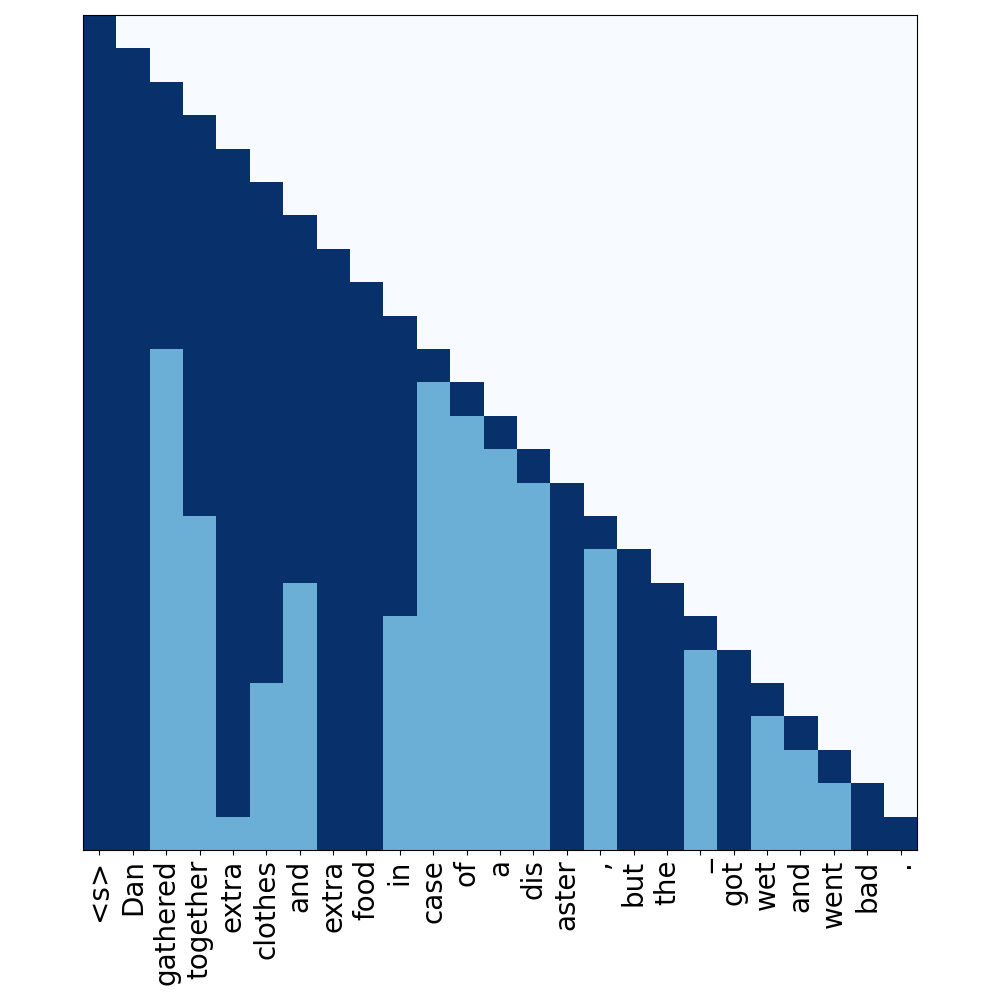 <s>
Dan
gathered
together
extra
clothes
and
extra
food
in
case
of
a
dis
aster
,
but
the
_
got
wet
and
went
bad
.